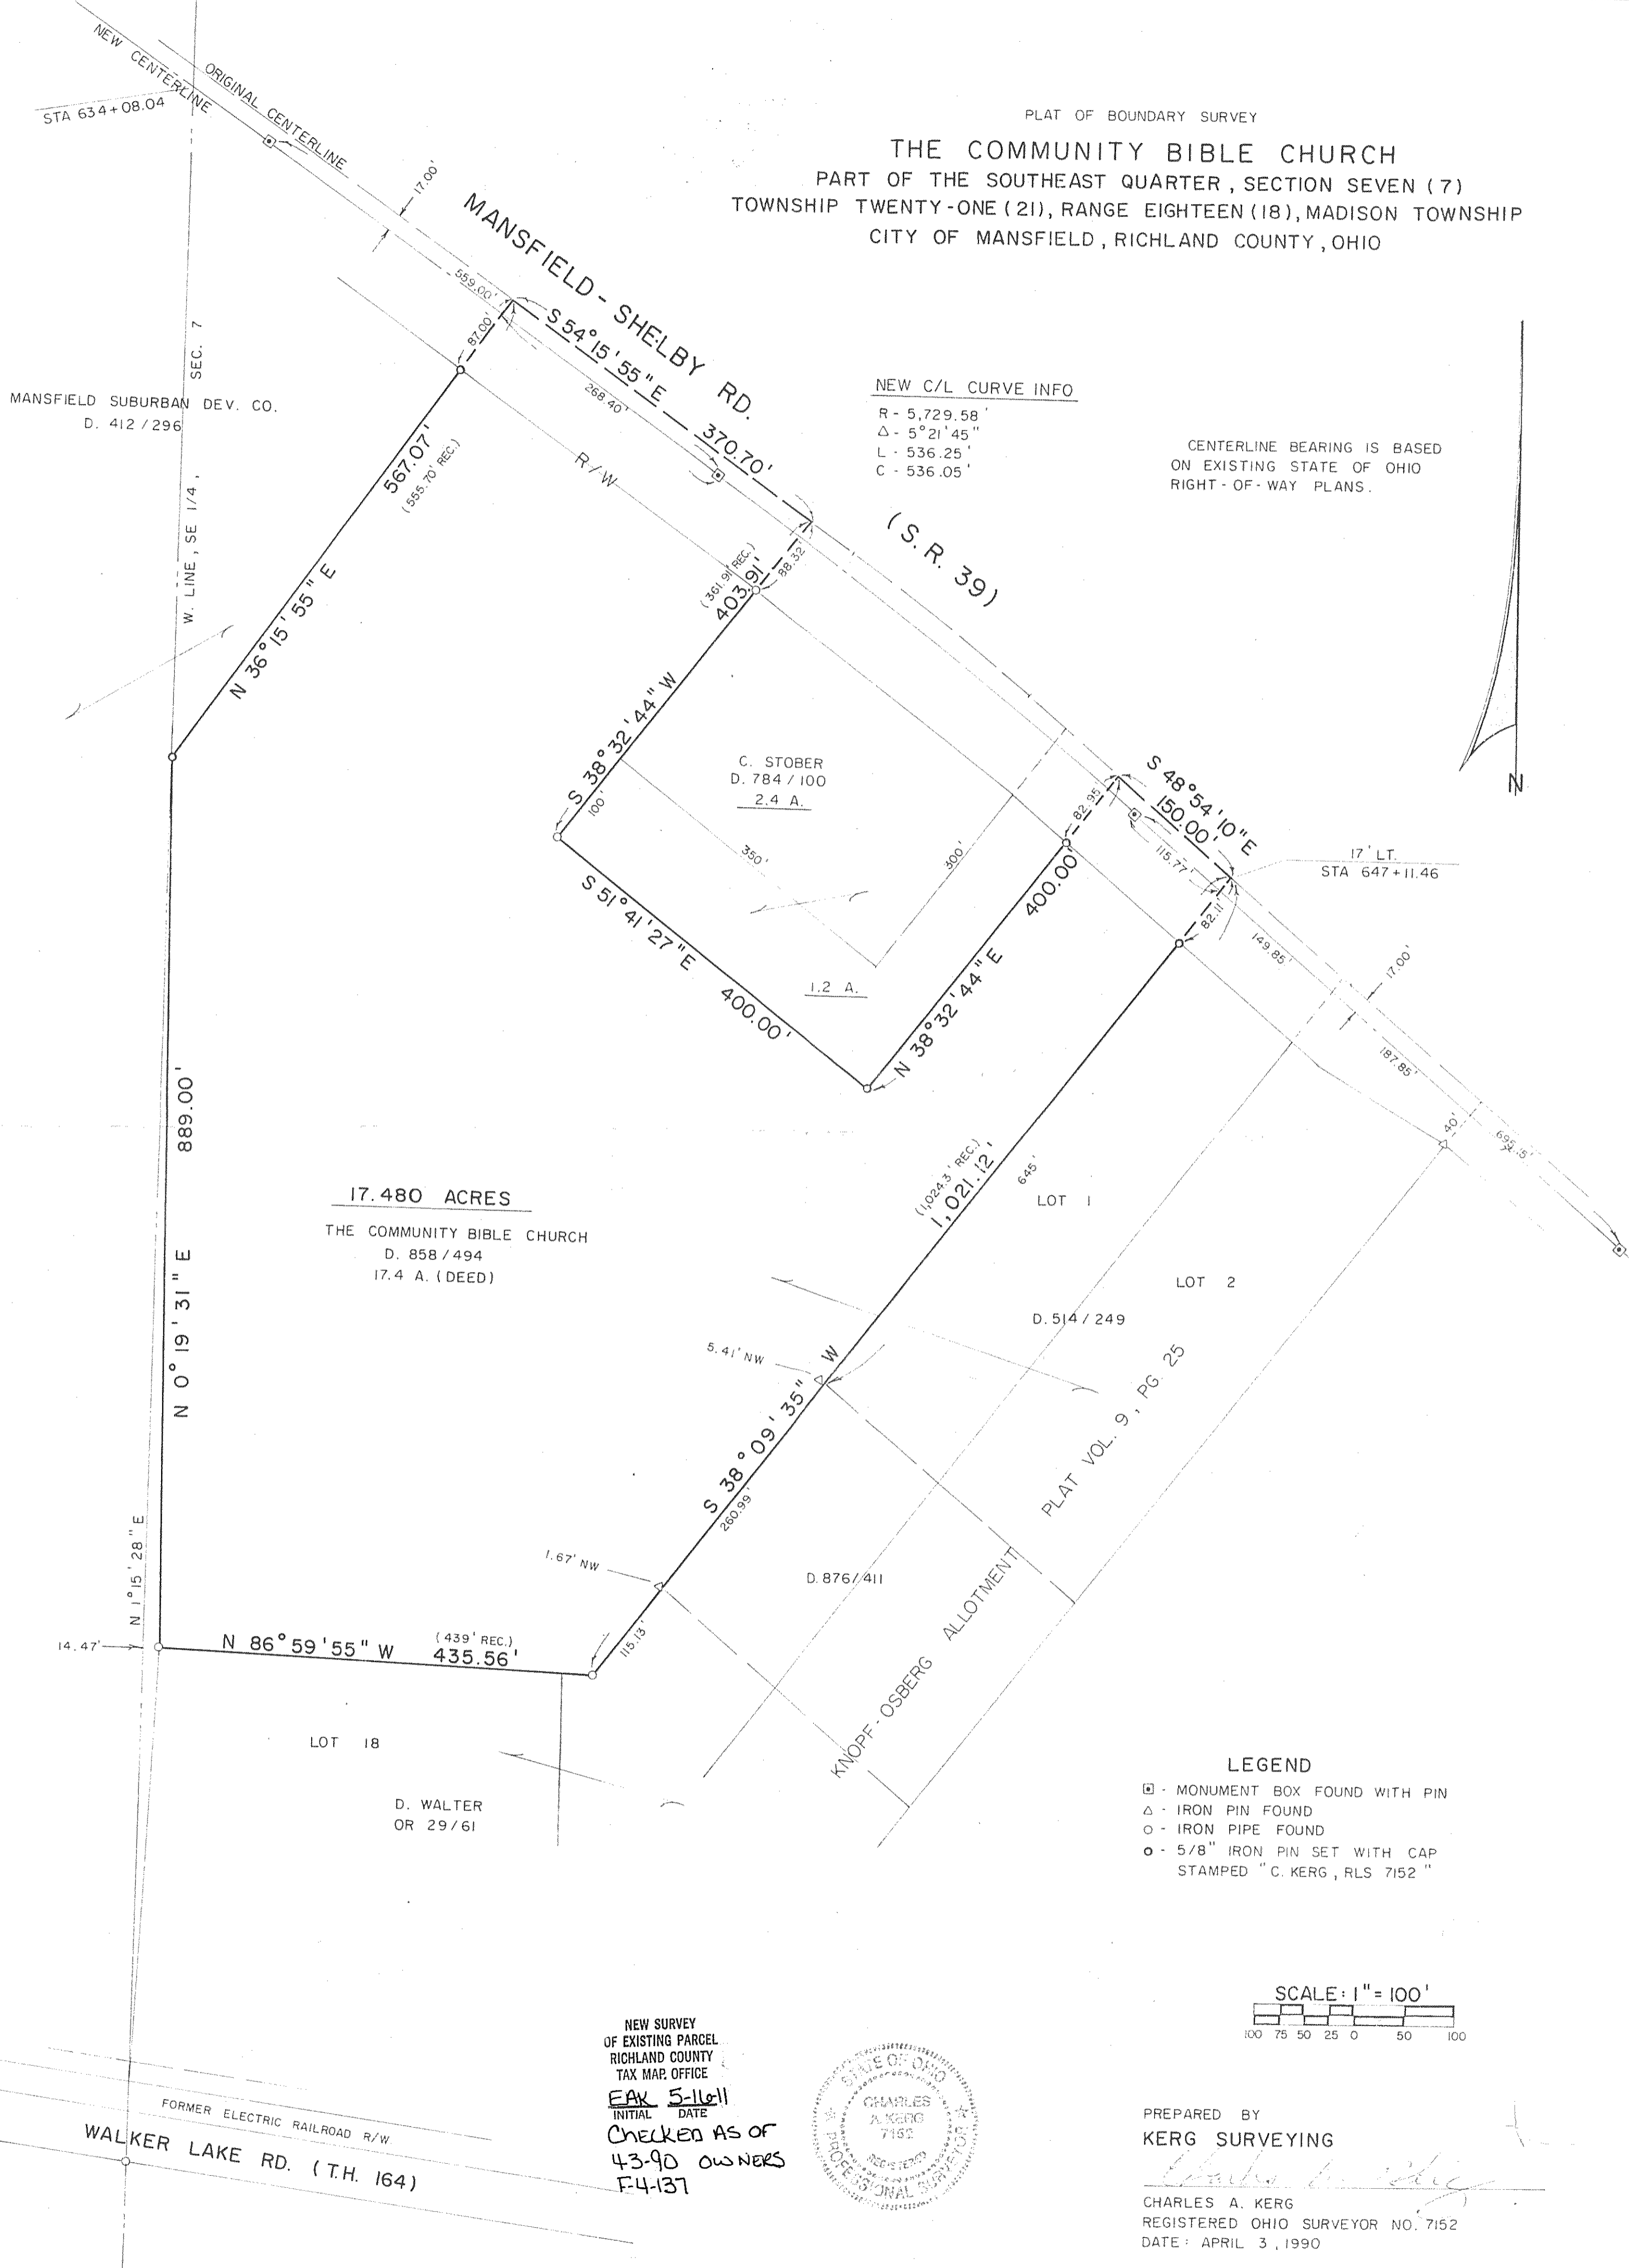 PLAT OF BOUNDARY SURVEY
THE COMMUNITY BIBLE CHURCH
PART OF THE SOUTHEAST QUARTER, SECTION SEVEN (7)
TOWNSHIP TWENTY-ONE (21), RANGE EIGHTEEN (18), MADISON TOWNSHIP
CITY OF MANSFIELD, RICHLAND COUNTY, OHIO
NEW CENTERLINE
ORIGINAL CENTERLINE
STA 634+08.04
17.00'
MANSFIELD - SHELBY RD.
(S. R. 39)
559.00'
87.00'
S 54°15'55"E 370.70'
268.40'
R/W
SEC. 7
W. LINE, SE 1/4,
MANSFIELD SUBURBAN DEV. CO.
D. 412/296
567.07'
(555.70' REC.)
N 36°15'55" E
NEW C/L CURVE INFO
R - 5,729.58'
Δ - 5°21'45"
L - 536.25'
C - 536.05'
CENTERLINE BEARING IS BASED
ON EXISTING STATE OF OHIO
RIGHT-OF-WAY PLANS.
N
(361.91' REC.)
403.91'
88.32'
S 38°32'44" W
100'
C. STOBER
D. 784/100
2.4 A.
350'
300'
1.2 A.
S 51°41'27"E 400.00'
N 38°32'44"E 400.00'
82.95'
S 48°54'10"E
150.00'
115.77'
82.11'
17' LT.
STA 647+11.46
149.85'
17.00'
187.85'
40'
695.15'
889.00'
N 0°19'31" E
17.480 ACRES
THE COMMUNITY BIBLE CHURCH
D. 858/494
17.4 A. (DEED)
(1,024.3' REC.)
1,021.12'
645'
LOT 1
LOT 2
D. 514/249
5.41' NW
S 38°09'35" W
260.99'
PLAT VOL. 9, PG. 25
KNOPF-OSBERG ALLOTMENT
1.67' NW
D. 876/411
115.13'
N 1°15'28"E
14.47'
N 86°59'55" W
(439' REC.)
435.56'
LOT 18
D. WALTER
OR 29/61
LEGEND
- MONUMENT BOX FOUND WITH PIN
△ - IRON PIN FOUND
○ - IRON PIPE FOUND
o - 5/8" IRON PIN SET WITH CAP
STAMPED "C. KERG, RLS 7152"
SCALE: 1"=100'
100 75 50 25 0 50 100
FORMER ELECTRIC RAILROAD R/W
WALKER LAKE RD. (T.H. 164)
NEW SURVEY
OF EXISTING PARCEL
RICHLAND COUNTY
TAX MAP OFFICE
EAK 5-16-11
INITIAL DATE
CHECKED AS OF
4-3-90 OWNERS
F-4-137
STATE OF OHIO
CHARLES
A. KERG
7152
REGISTERED
PROFESSIONAL SURVEYOR
PREPARED BY
KERG SURVEYING
CHARLES A. KERG
REGISTERED OHIO SURVEYOR NO. 7152
DATE: APRIL 3, 1990